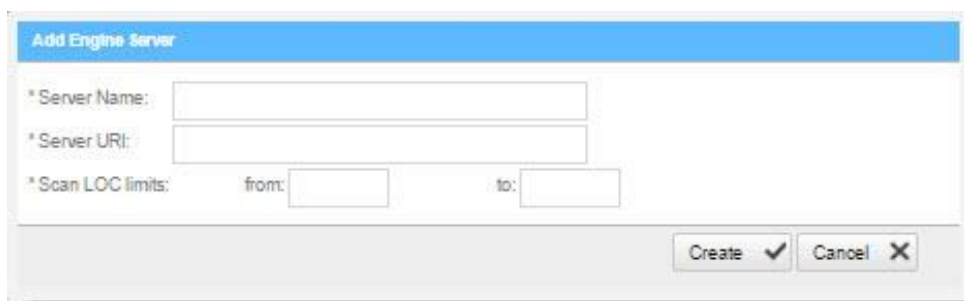 Add Engine Server
* Server Name:
* Server URI:
* Scan LOC limits: from: to:
Create Cancel